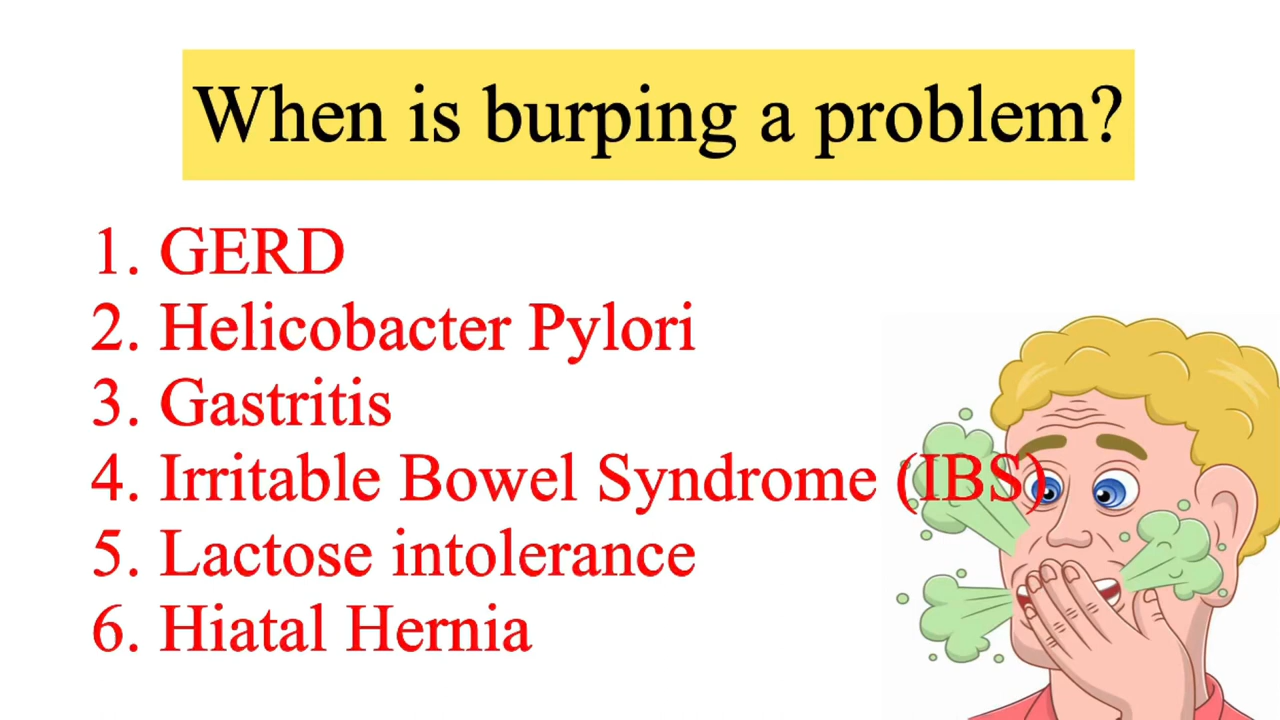 When is burping a problem?
1. GERD
2. Helicobacter Pylori
3. Gastritis
4. Irritable Bowel Syndrome (IBS)
5. Lactose intolerance
6. Hiatal Hernia